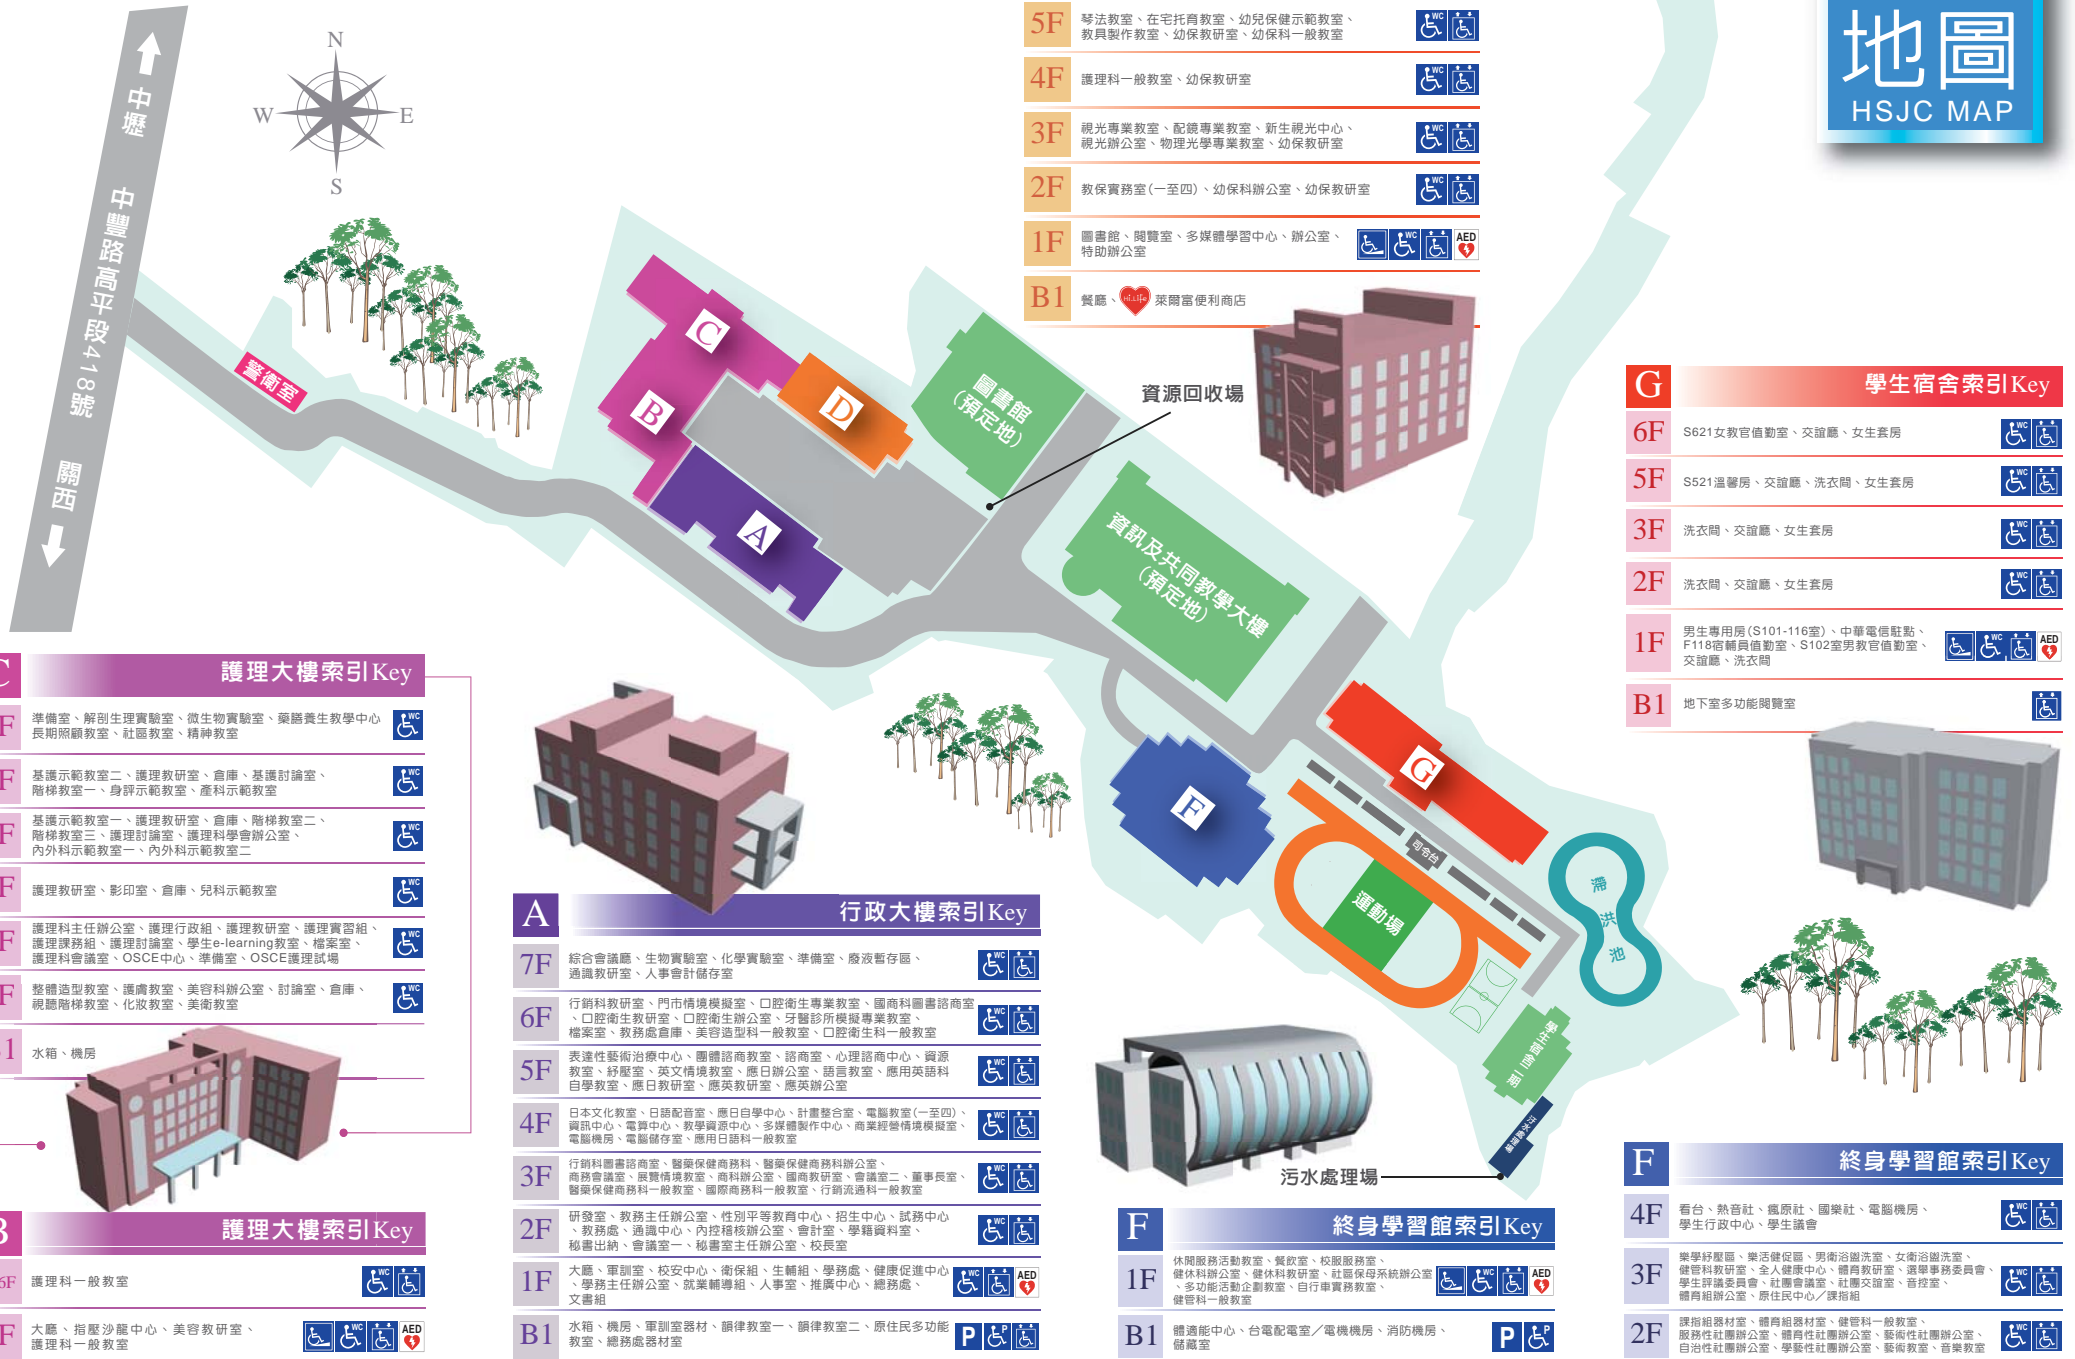 地圖
HSJC MAP
N
W
E
S
中壢
中豐路高平段418號
關西
警衛室
C
B
D
A
圖書館
(預定地)
資源回收場
資訊及共同教學大樓
(預定地)
G
F
司令台
運動場
滯洪池
學生宿舍二期
污水處理場
污水處理場
5F
琴法教室、在宅托育教室、幼兒保健示範教室、
教具製作教室、幼保教研室、幼保科一般教室
4F
護理科一般教室、幼保教研室
3F
視光專業教室、配鏡專業教室、新生視光中心、
視光辦公室、物理光學專業教室、幼保教研室
2F
教保實務室(一至四)、幼保科辦公室、幼保教研室
1F
圖書館、閱覽室、多媒體學習中心、辦公室、
特助辦公室
AED
B1
餐廳、Hi-Life 萊爾富便利商店
G
學生宿舍索引Key
6F
S621女教官值勤室、交誼廳、女生套房
5F
S521溫馨房、交誼廳、洗衣間、女生套房
3F
洗衣間、交誼廳、女生套房
2F
洗衣間、交誼廳、女生套房
1F
男生專用房(S101-116室)、中華電信駐點、
F118宿輔員值勤室、S102室男教官值勤室、
交誼廳、洗衣間
AED
B1
地下室多功能閱覽室
C
護理大樓索引Key
F
準備室、解剖生理實驗室、微生物實驗室、藥膳養生教學中心
長期照顧教室、社區教室、精神教室
F
基護示範教室二、護理教研室、倉庫、基護討論室、
階梯教室一、身評示範教室、產科示範教室
F
基護示範教室一、護理教研室、倉庫、階梯教室二、
階梯教室三、護理討論室、護理科學會辦公室、
內外科示範教室一、內外科示範教室二
F
護理教研室、影印室、倉庫、兒科示範教室
F
護理科主任辦公室、護理行政組、護理教研室、護理實習組、
護理課務組、護理討論室、學生e-learning教室、檔案室、
護理科會議室、OSCE中心、準備室、OSCE護理試場
F
整體造型教室、護膚教室、美容科辦公室、討論室、倉庫、
視聽階梯教室、化妝教室、美衛教室
1
水箱、機房
B
護理大樓索引Key
6F
護理科一般教室
F
大廳、指壓沙龍中心、美容教研室、
護理科一般教室
AED
A
行政大樓索引Key
7F
綜合會議廳、生物實驗室、化學實驗室、準備室、廢液暫存區、
通識教研室、人事會計儲存室
6F
行銷科教研室、門市情境模擬室、口腔衛生專業教室、國商科圖書諮商室
、口腔衛生教研室、口腔衛生辦公室、牙醫診所模擬專業教室、
檔案室、教務處倉庫、美容造型科一般教室、口腔衛生科一般教室
5F
表達性藝術治療中心、團體諮商教室、諮商室、心理諮商中心、資源
教室、紓壓室、英文情境教室、應日辦公室、語言教室、應用英語科
自學教室、應日教研室、應英教研室、應英辦公室
4F
日本文化教室、日語配音室、應日自學中心、計畫整合室、電腦教室(一至四)、
資訊中心、電算中心、教學資源中心、多媒體製作中心、商業經營情境模擬室、
電腦機房、電腦儲存室、應用日語科一般教室
3F
行銷科圖書諮商室、醫藥保健商務科、醫藥保健商務科辦公室、
商務會議室、展覽情境教室、商科辦公室、國商教研室、會議室二、董事長室、
醫藥保健商務科一般教室、國際商務科一般教室、行銷流通科一般教室
2F
研發室、教務主任辦公室、性別平等教育中心、招生中心、試務中心
、教務處、通識中心、內控稽核辦公室、會計室、學籍資料室、
秘書出納、會議室一、秘書室主任辦公室、校長室
1F
大廳、軍訓室、校安中心、衛保組、生輔組、學務處、健康促進中心
、學務主任辦公室、就業輔導組、人事室、推廣中心、總務處、
文書組
AED
B1
水箱、機房、軍訓室器材、韻律教室一、韻律教室二、原住民多功能
教室、總務處器材室
P
F
終身學習館索引Key
1F
休閒服務活動教室、餐飲室、校服服務室、
健休科辦公室、健休科教研室、社區保母系統辦公室
、多功能活動企劃教室、自行車實務教室、
健管科一般教室
AED
B1
體適能中心、台電配電室／電機機房、消防機房、
儲藏室
P
F
終身學習館索引Key
4F
看台、熱音社、瘋原社、國樂社、電腦機房、
學生行政中心、學生議會
3F
樂學紓壓區、樂活健促區、男衛浴盥洗室、女衛浴盥洗室、
健管科教研室、全人健康中心、體育教研室、選舉事務委員會、
學生評議委員會、社團會議室、社團交誼室、音控室、
體育組辦公室、原住民中心／課指組
2F
課指組器材室、體育組器材室、健管科一般教室、
服務性社團辦公室、體育性社團辦公室、藝術性社團辦公室、
自治性社團辦公室、學藝性社團辦公室、藝術教室、音樂教室